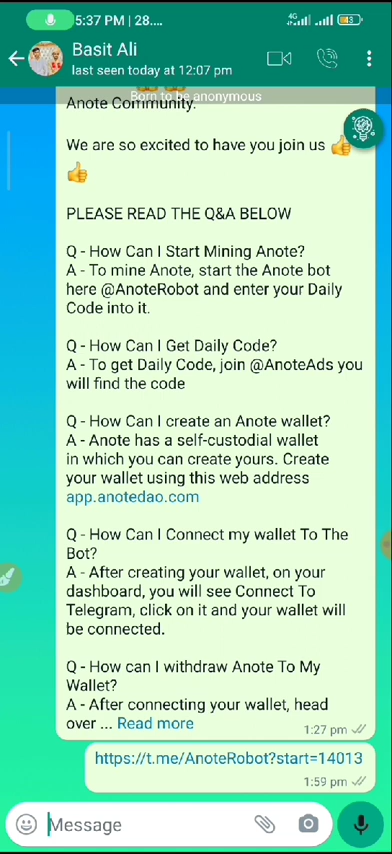 5:37 PM | 28....
4G
Basit Ali
last seen today at 12:07 pm
Born to be anonymous
Anote Community.
We are so excited to have you join us 👍
👍
PLEASE READ THE Q&A BELOW
Q - How Can I Start Mining Anote?
A - To mine Anote, start the Anote bot
here @AnoteRobot and enter your Daily
Code into it.
Q - How Can I Get Daily Code?
A - To get Daily Code, join @AnoteAds you
will find the code
Q - How Can I create an Anote wallet?
A - Anote has a self-custodial wallet
in which you can create yours. Create
your wallet using this web address
app.anotedao.com
Q - How Can I Connect my wallet To The
Bot?
A - After creating your wallet, on your
dashboard, you will see Connect To
Telegram, click on it and your wallet will
be connected.
Q - How can I withdraw Anote To My
Wallet?
A - After connecting your wallet, head
over ... Read more
1:27 pm
https://t.me/AnoteRobot?start=14013
1:59 pm
Message